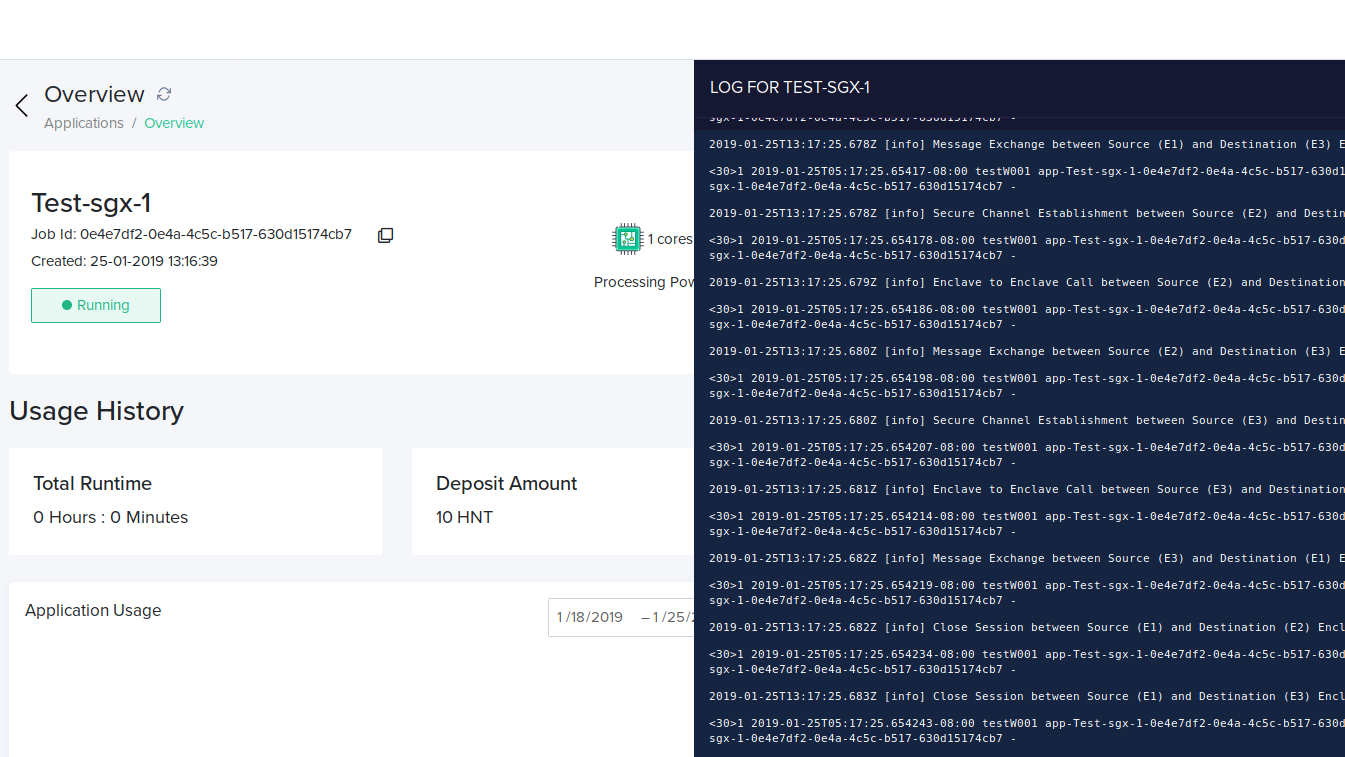 Overview
Applications / Overview
Test-sgx-1
Job Id: 0e4e7df2-0e4a-4c5c-b517-630d15174cb7
Created: 25-01-2019 13:16:39
Running
1 cores
Processing Pow
Usage History
Total Runtime
0 Hours : 0 Minutes
Deposit Amount
10 HNT
Application Usage
1 /18/2019 – 1 /25/2
LOG FOR TEST-SGX-1
sgx-1-0e4e7df2-0e4a-4c5c-b517-630d15174cb7 -
2019-01-25T13:17:25.678Z [info] Message Exchange between Source (E1) and Destination (E3) E
<30>1 2019-01-25T05:17:25.65417-08:00 testW001 app-Test-sgx-1-0e4e7df2-0e4a-4c5c-b517-630d1
sgx-1-0e4e7df2-0e4a-4c5c-b517-630d15174cb7 -
2019-01-25T13:17:25.678Z [info] Secure Channel Establishment between Source (E2) and Destin
<30>1 2019-01-25T05:17:25.654178-08:00 testW001 app-Test-sgx-1-0e4e7df2-0e4a-4c5c-b517-630d
sgx-1-0e4e7df2-0e4a-4c5c-b517-630d15174cb7 -
2019-01-25T13:17:25.679Z [info] Enclave to Enclave Call between Source (E2) and Destination
<30>1 2019-01-25T05:17:25.654186-08:00 testW001 app-Test-sgx-1-0e4e7df2-0e4a-4c5c-b517-630d
sgx-1-0e4e7df2-0e4a-4c5c-b517-630d15174cb7 -
2019-01-25T13:17:25.680Z [info] Message Exchange between Source (E2) and Destination (E3) E
<30>1 2019-01-25T05:17:25.654198-08:00 testW001 app-Test-sgx-1-0e4e7df2-0e4a-4c5c-b517-630d
sgx-1-0e4e7df2-0e4a-4c5c-b517-630d15174cb7 -
2019-01-25T13:17:25.680Z [info] Secure Channel Establishment between Source (E3) and Destin
<30>1 2019-01-25T05:17:25.654207-08:00 testW001 app-Test-sgx-1-0e4e7df2-0e4a-4c5c-b517-630d
sgx-1-0e4e7df2-0e4a-4c5c-b517-630d15174cb7 -
2019-01-25T13:17:25.681Z [info] Enclave to Enclave Call between Source (E3) and Destination
<30>1 2019-01-25T05:17:25.654214-08:00 testW001 app-Test-sgx-1-0e4e7df2-0e4a-4c5c-b517-630d
sgx-1-0e4e7df2-0e4a-4c5c-b517-630d15174cb7 -
2019-01-25T13:17:25.682Z [info] Message Exchange between Source (E3) and Destination (E1) E
<30>1 2019-01-25T05:17:25.654219-08:00 testW001 app-Test-sgx-1-0e4e7df2-0e4a-4c5c-b517-630d
sgx-1-0e4e7df2-0e4a-4c5c-b517-630d15174cb7 -
2019-01-25T13:17:25.682Z [info] Close Session between Source (E1) and Destination (E2) Encl
<30>1 2019-01-25T05:17:25.654234-08:00 testW001 app-Test-sgx-1-0e4e7df2-0e4a-4c5c-b517-630d
sgx-1-0e4e7df2-0e4a-4c5c-b517-630d15174cb7 -
2019-01-25T13:17:25.683Z [info] Close Session between Source (E1) and Destination (E3) Encl
<30>1 2019-01-25T05:17:25.654243-08:00 testW001 app-Test-sgx-1-0e4e7df2-0e4a-4c5c-b517-630d
sgx-1-0e4e7df2-0e4a-4c5c-b517-630d15174cb7 -